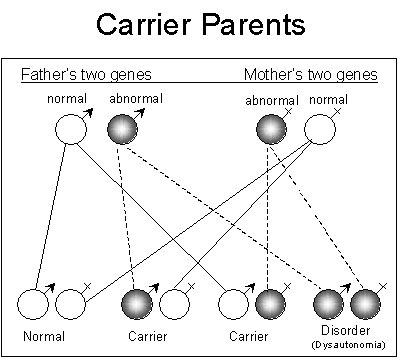 Carrier Parents
Father's two genes Mother's two genes
normal abnormal abnormal normal
Normal Carrier Carrier Disorder
(Dysautonomia)